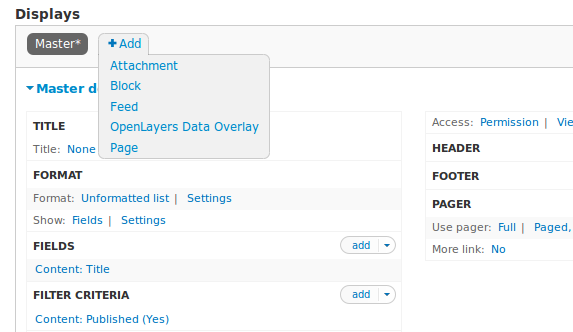 Displays
Master*
+Add
Attachment
Block
Feed
OpenLayers Data Overlay
Page
Master d
TITLE
Title: None
FORMAT
Format: Unformatted list | Settings
Show: Fields | Settings
FIELDS
add
Content: Title
FILTER CRITERIA
add
Content: Published (Yes)
Access: Permission | Vie
HEADER
FOOTER
PAGER
Use pager: Full | Paged,
More link: No